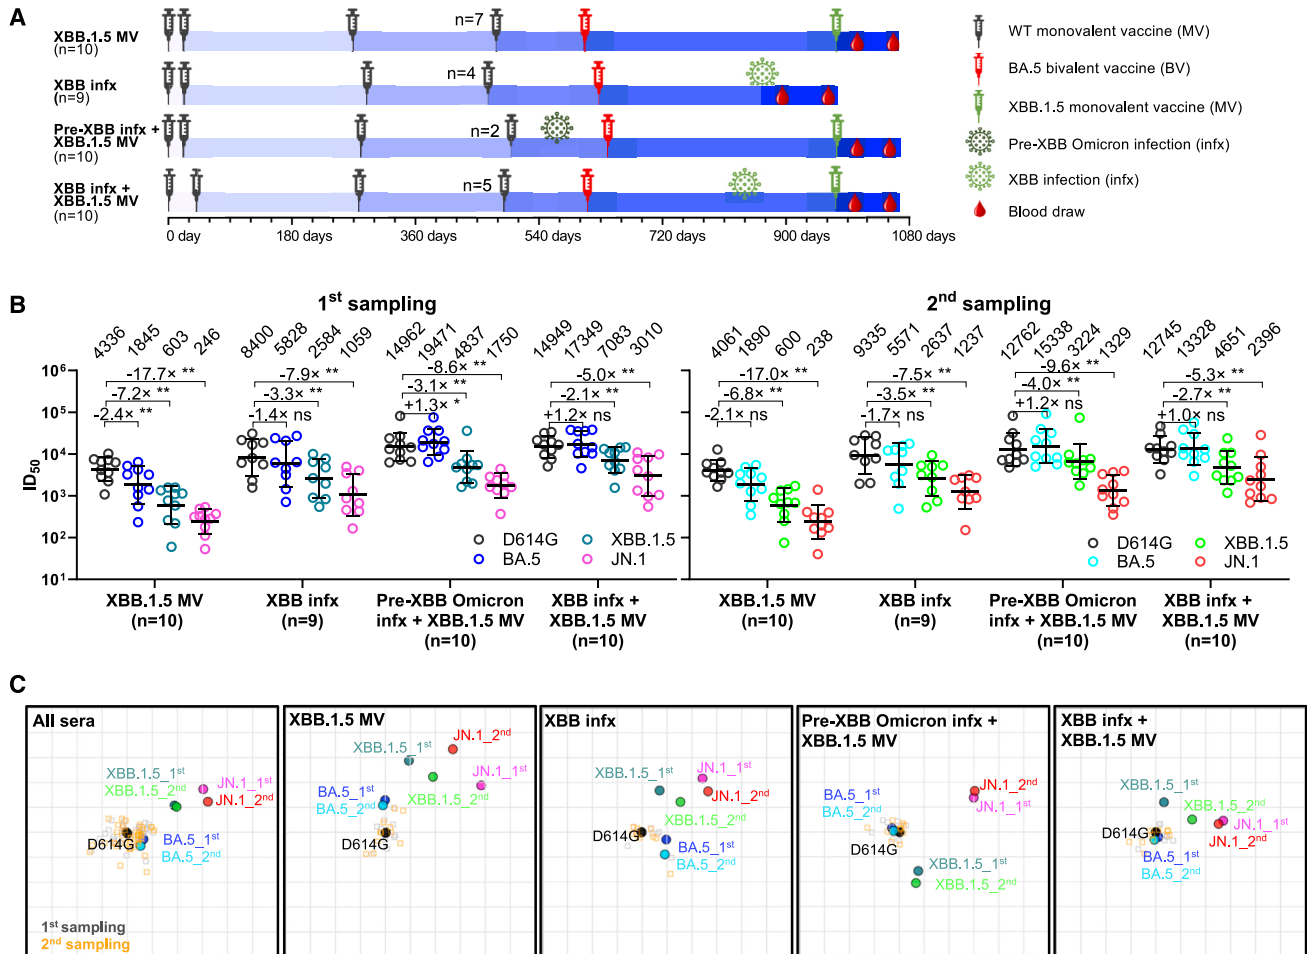 A
XBB.1.5 MV
(n=10)
n=7
XBB infx
(n=9)
n=4
Pre-XBB infx +
XBB.1.5 MV
(n=10)
n=2
XBB infx +
XBB.1.5 MV
(n=10)
n=5
0 day 180 days 360 days 540 days 720 days 900 days 1080 days
WT monovalent vaccine (MV)
BA.5 bivalent vaccine (BV)
XBB.1.5 monovalent vaccine (MV)
Pre-XBB Omicron infection (infx)
XBB infection (infx)
Blood draw
B
1st sampling
4336 1845 603 246 8400 5828 2584 1059 14962 19471 4837 1750 14949 17349 7083 3010
-17.7× ** -7.9× ** -8.6× ** -5.0× **
-7.2× ** -3.3× ** -3.1× ** -2.1× **
-2.4× ** -1.4× ns +1.3× * +1.2× ns
ID50
10^6
10^5
10^4
10^3
10^2
10^1
D614G XBB.1.5
BA.5 JN.1
XBB.1.5 MV
(n=10)
XBB infx
(n=9)
Pre-XBB Omicron
infx + XBB.1.5 MV
(n=10)
XBB infx +
XBB.1.5 MV
(n=10)
2nd sampling
4061 1890 600 238 9335 5571 2637 1237 12762 15338 3224 1329 12745 13328 4651 2396
-17.0× ** -7.5× ** -9.6× ** -5.3× **
-6.8× ** -3.5× ** -4.0× ** -2.7× **
-2.1× ns -1.7× ns +1.2× ns +1.0× ns
D614G XBB.1.5
BA.5 JN.1
XBB.1.5 MV
(n=10)
XBB infx
(n=9)
Pre-XBB Omicron
infx + XBB.1.5 MV
(n=10)
XBB infx +
XBB.1.5 MV
(n=10)
C
All sera
XBB.1.5_1st
XBB.1.5_2nd
JN.1_1st
JN.1_2nd
D614G
BA.5_1st
BA.5_2nd
1st sampling
2nd sampling
XBB.1.5 MV
JN.1_2nd
XBB.1.5_1st
JN.1_1st
BA.5_1st
XBB.1.5_2nd
BA.5_2nd
D614G
XBB infx
XBB.1.5_1st
JN.1_1st
JN.1_2nd
XBB.1.5_2nd
D614G
BA.5_1st
BA.5_2nd
Pre-XBB Omicron infx +
XBB.1.5 MV
JN.1_2nd
JN.1_1st
BA.5_1st
BA.5_2nd
D614G
XBB.1.5_1st
XBB.1.5_2nd
XBB infx +
XBB.1.5 MV
XBB.1.5_1st
XBB.1.5_2nd
JN.1_1st
JN.1_2nd
D614G
BA.5_1st
BA.5_2nd